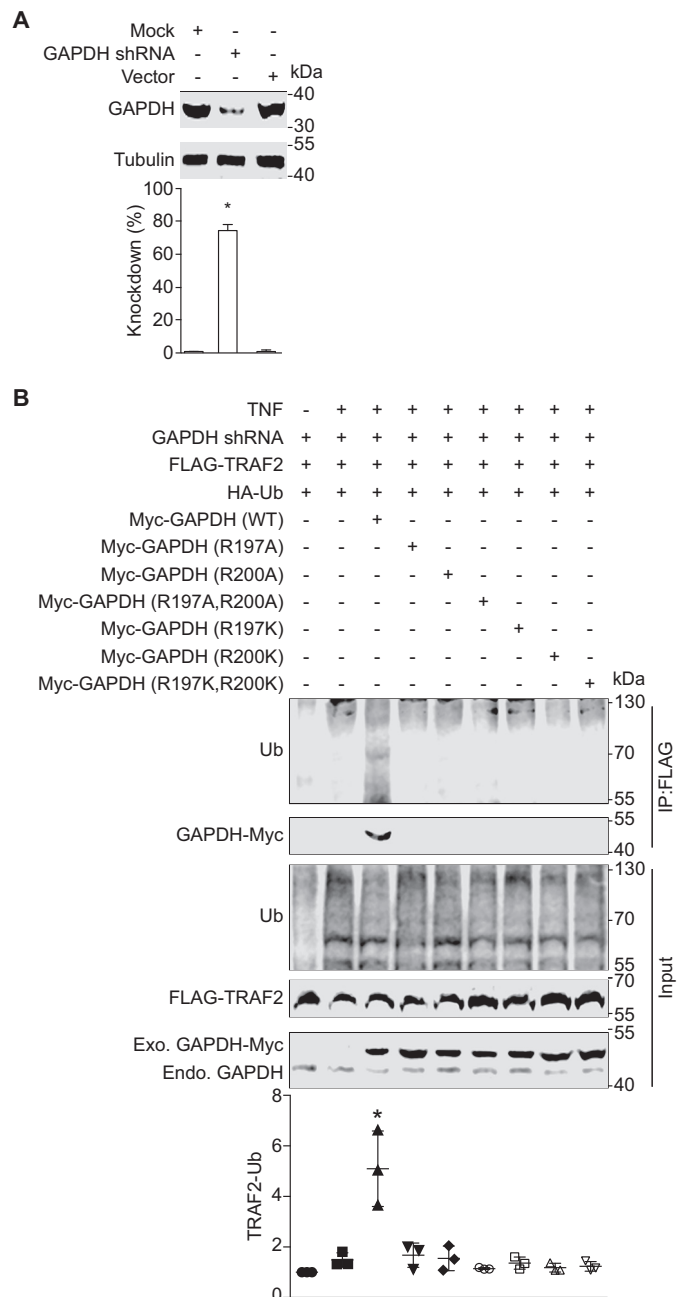 A
Mock + - -
GAPDH shRNA - + -
Vector - - + kDa
GAPDH -40
-30
-55
Tubulin -40
Knockdown (%)
100
80
60
40
20
0
*
B
TNF - + + + + + + + +
GAPDH shRNA + + + + + + + + +
FLAG-TRAF2 + + + + + + + + +
HA-Ub + + + + + + + + +
Myc-GAPDH (WT) - - + - - - - - -
Myc-GAPDH (R197A) - - - + - - - - -
Myc-GAPDH (R200A) - - - - + - - - -
Myc-GAPDH (R197A,R200A) - - - - - + - - -
Myc-GAPDH (R197K) - - - - - - + - -
Myc-GAPDH (R200K) - - - - - - - + -
Myc-GAPDH (R197K,R200K) - - - - - - - - +
kDa
-130
Ub -70
-55
IP:FLAG
-55
GAPDH-Myc
-40
-130
Ub -70
-55
Input
-70
FLAG-TRAF2
-55
-55
Exo. GAPDH-Myc
Endo. GAPDH
-40
TRAF2-Ub
8
6
4
2
0
*